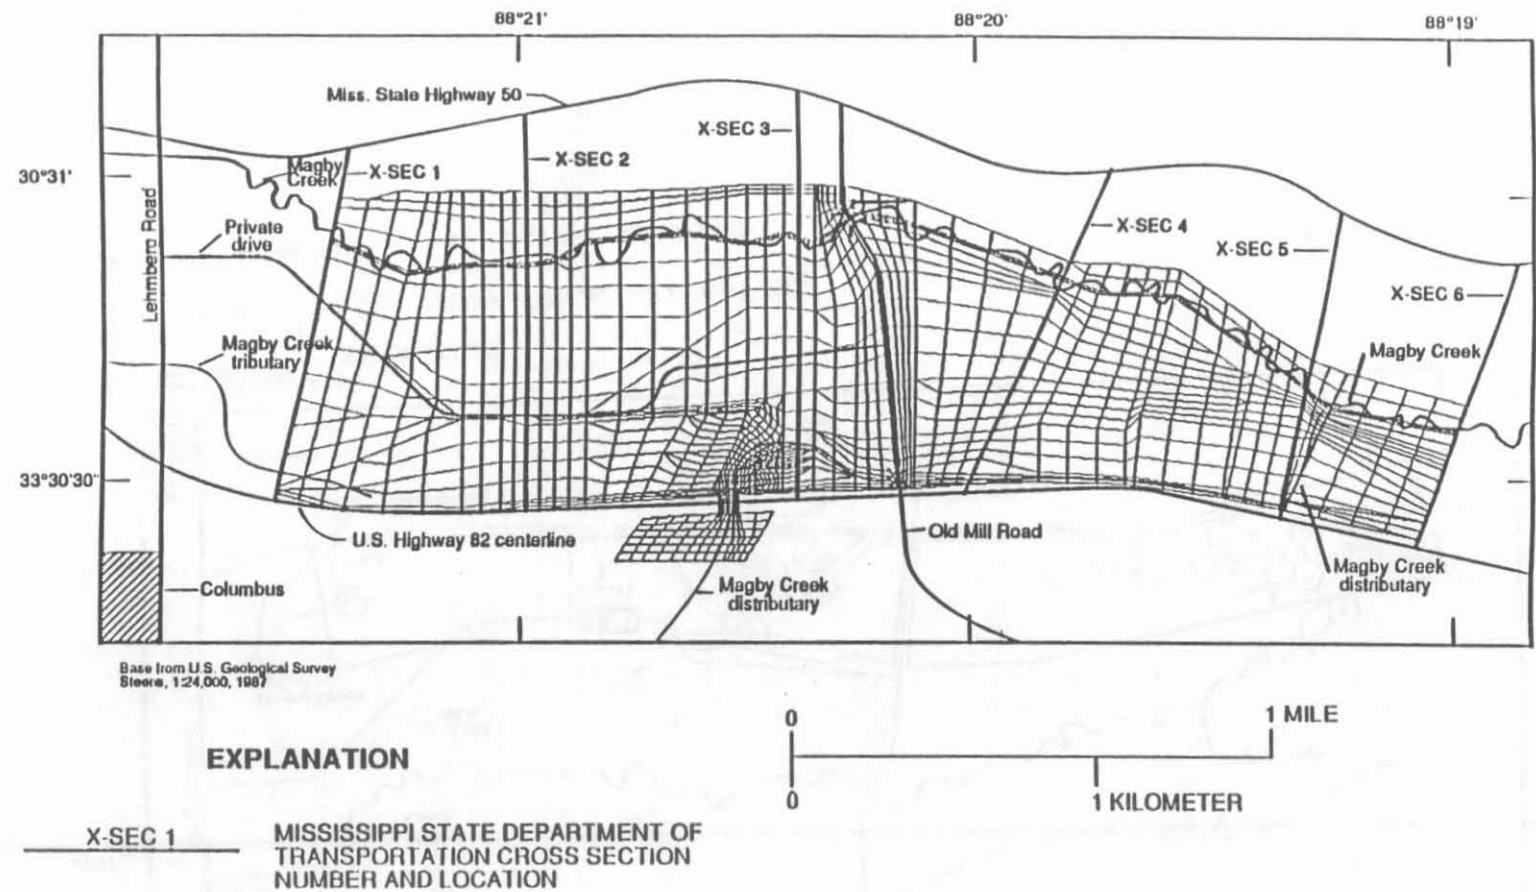 88°21'
88°20'
88°19'
Miss. State Highway 50
X-SEC 3
X-SEC 2
X-SEC 1
Magby
Creek
30°31'
Lehmberg Road
Private
drive
X-SEC 4
X-SEC 5
X-SEC 6
Magby Creek
tributary
Magby Creek
33°30'30"
U.S. Highway 82 centerline
Old Mill Road
Columbus
Magby Creek
distributary
Magby Creek
distributary
Base from U.S. Geological Survey
Steens, 1:24,000, 1987
0
1 MILE
0
1 KILOMETER
EXPLANATION
X-SEC 1
MISSISSIPPI STATE DEPARTMENT OF
TRANSPORTATION CROSS SECTION
NUMBER AND LOCATION